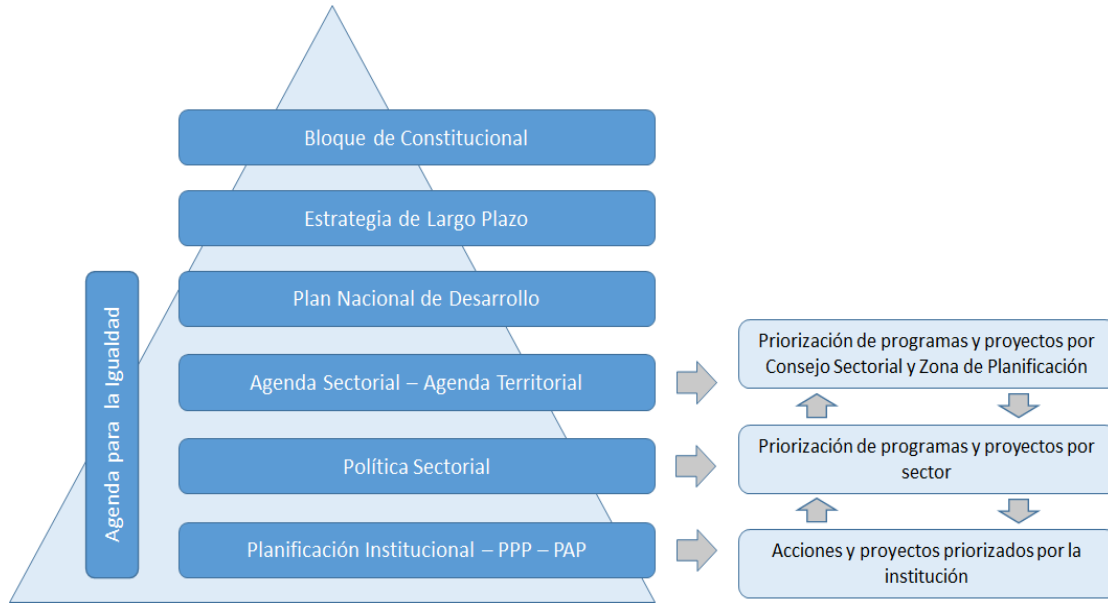 Bloque de Constitucional
Estrategia de Largo Plazo
Plan Nacional de Desarrollo
Agenda para la Igualdad
Agenda Sectorial – Agenda Territorial
Priorización de programas y proyectos por
Consejo Sectorial y Zona de Planificación
Política Sectorial
Priorización de programas y proyectos por
sector
Planificación Institucional – PPP – PAP
Acciones y proyectos priorizados por la
institución